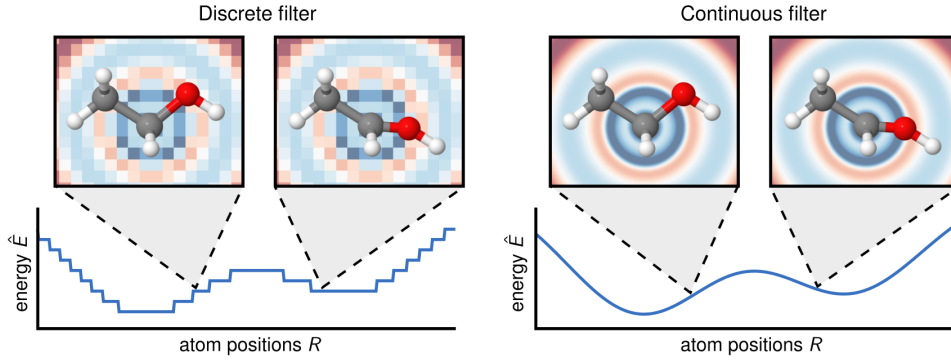 Discrete filter
Continuous filter
energy Ê
atom positions R
energy Ê
atom positions R